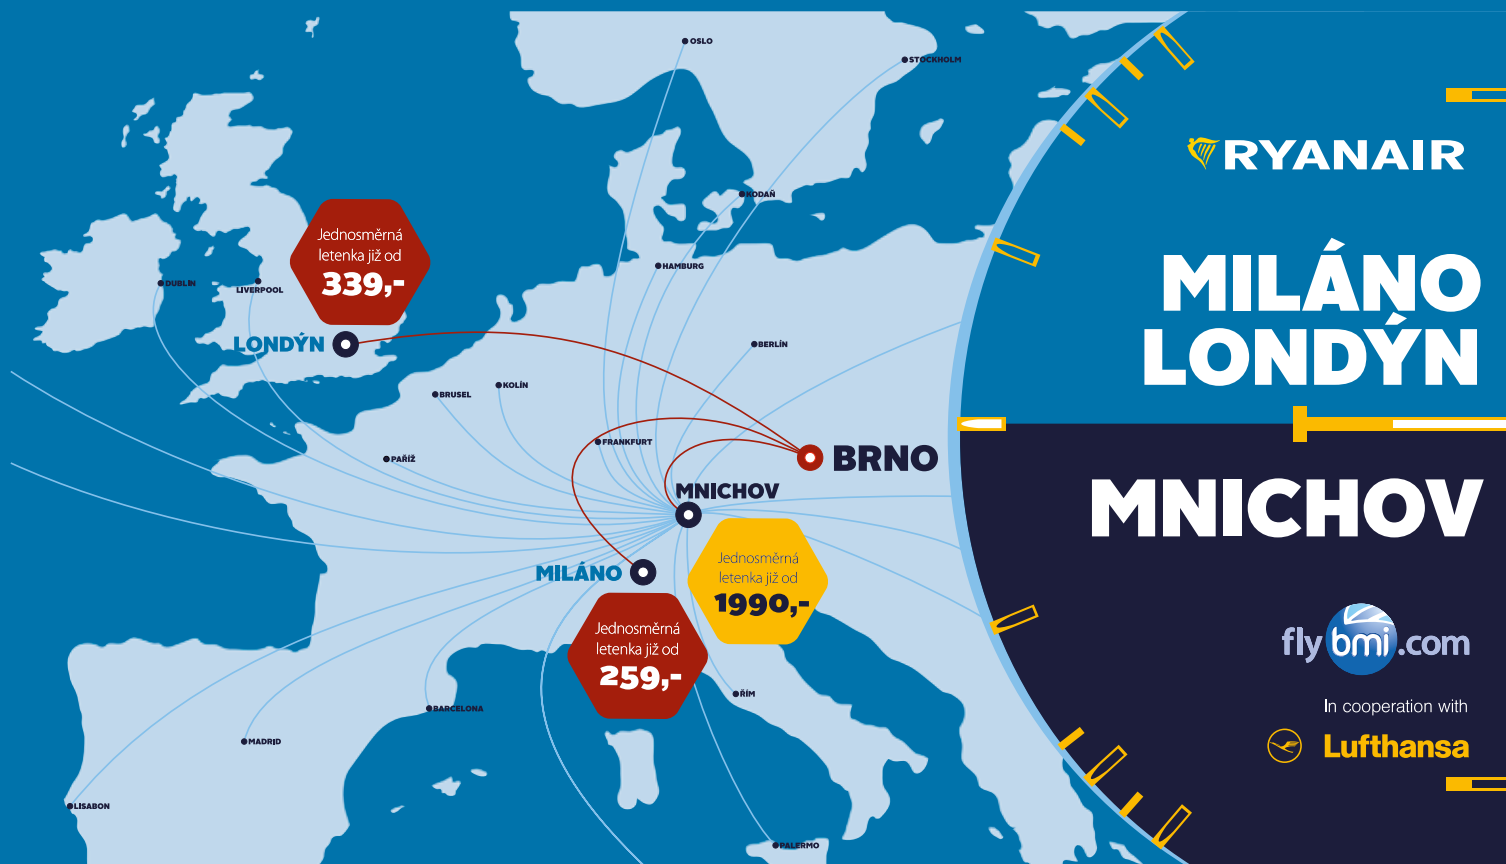 OSLO
STOCKHOLM
KODAŇ
HAMBURG
DUBLIN
LIVERPOOL
Jednosměrná
letenka již od
339,-
LONDÝN
BERLÍN
BRUSEL
KOLÍN
FRANKFURT
PAŘÍŽ
BRNO
MNICHOV
Jednosměrná
letenka již od
1990,-
MILÁNO
Jednosměrná
letenka již od
259,-
ŘÍM
BARCELONA
MADRID
LISABON
PALERMO
RYANAIR
MILÁNO
LONDÝN
MNICHOV
flybmi.com
In cooperation with
Lufthansa